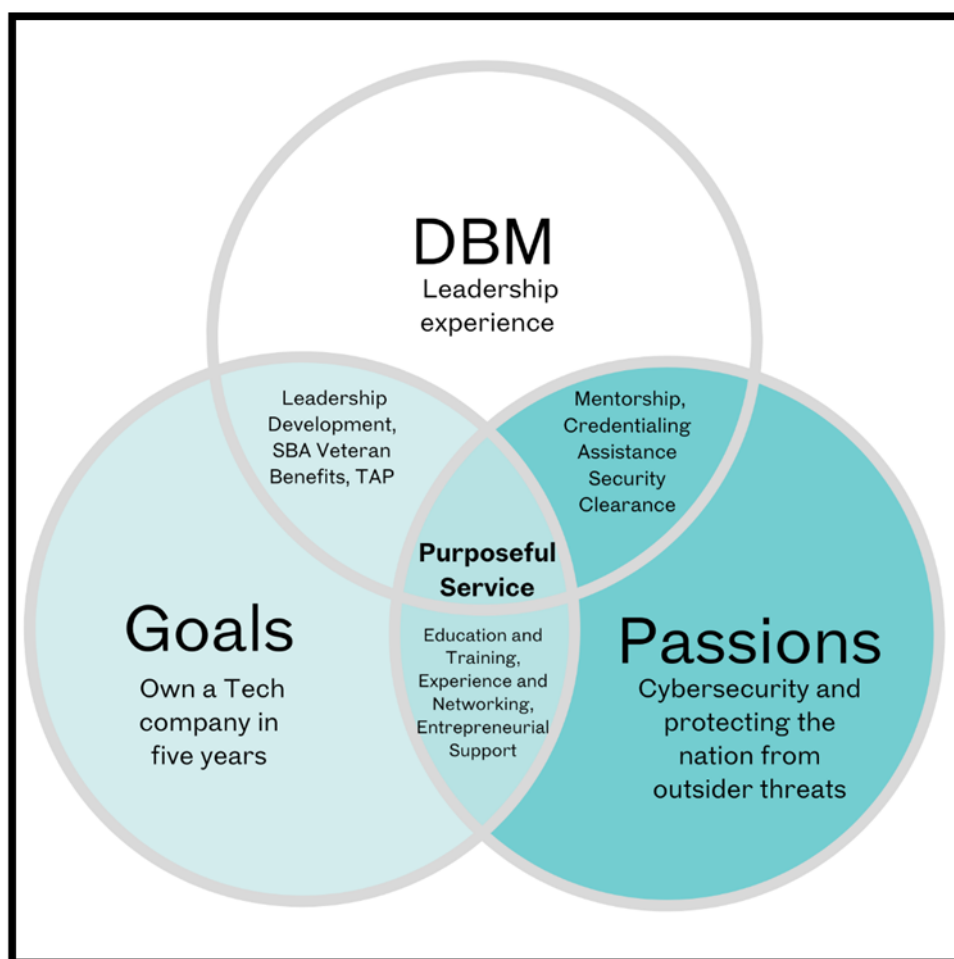 DBM
Leadership
experience
Leadership
Development,
SBA Veteran
Benefits, TAP
Mentorship,
Credentialing
Assistance
Security
Clearance
Purposeful
Service
Goals
Own a Tech
company in
five years
Education and
Training,
Experience and
Networking,
Entrepreneurial
Support
Passions
Cybersecurity and
protecting the
nation from
outsider threats